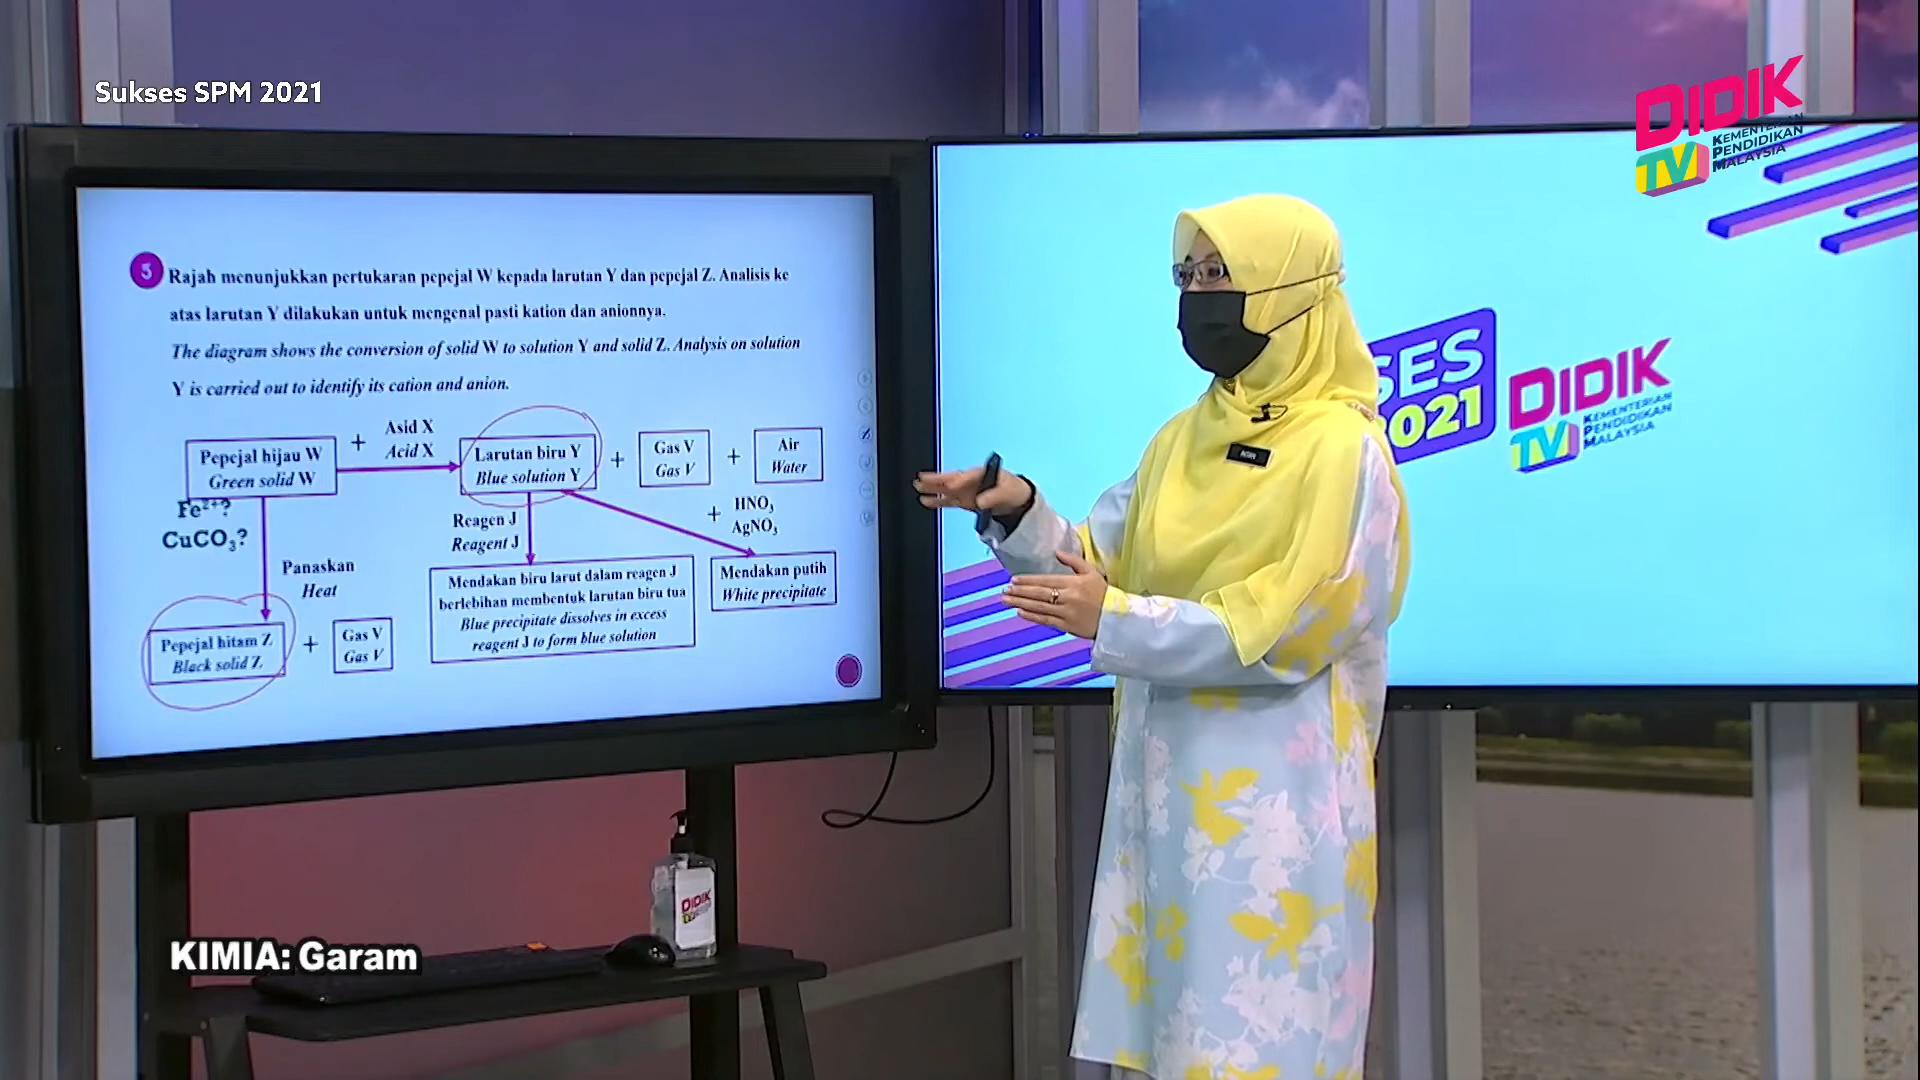 Sukses SPM 2021
DIDIK
TV
KEMENTERIAN
PENDIDIKAN
MALAYSIA
5
Rajah menunjukkan pertukaran pepejal W kepada larutan Y dan pepejal Z. Analisis ke
atas larutan Y dilakukan untuk mengenal pasti kation dan anionnya.
The diagram shows the conversion of solid W to solution Y and solid Z. Analysis on solution
Y is carried out to identify its cation and anion.
Pepejal hijau W
Green solid W
+
Asid X
Acid X
Larutan biru Y
Blue solution Y
+
Gas V
Gas V
+
Air
Water
Fe²⁺?
CuCO₃?
Panaskan
Heat
Reagen J
Reagent J
+
HNO₃
AgNO₃
Mendakan biru larut dalam reagen J
berlebihan membentuk larutan biru tua
Blue precipitate dissolves in excess
reagent J to form blue solution
Mendakan putih
White precipitate
Pepejal hitam Z
Black solid Z
+
Gas V
Gas V
SES
2021
DIDIK
TV
KEMENTERIAN
PENDIDIKAN
MALAYSIA
DIDIK
TV
KIMIA: Garam